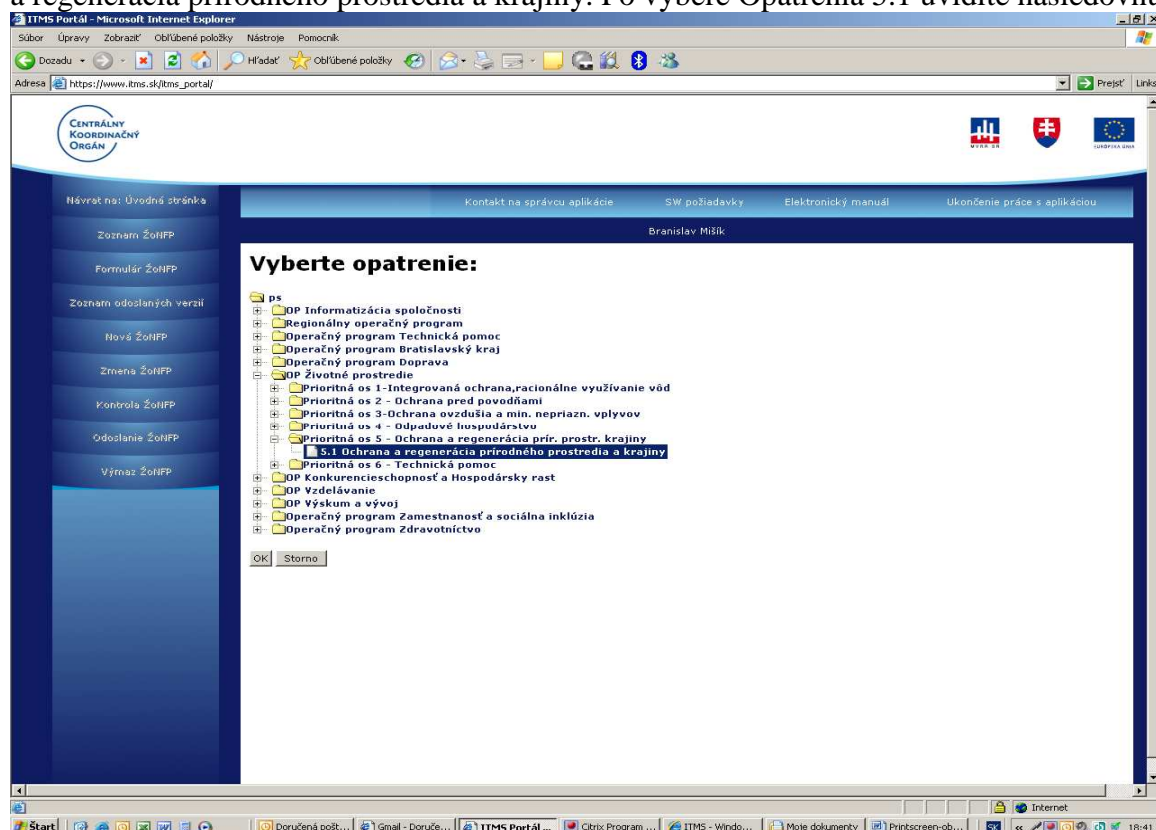 a regenerácia prírodného prostredia a krajiny. Po výbere Opatrenia 5.1 uvidíte
ITMS Portál - Microsoft Internet Explorer
Súbor Úpravy Zobraziť Obľúbené položky Nástroje Pomocník
Dozadu Hľadať Obľúbené položky
Adresa https://www.itms.sk/itms_portal/ Prejsť Links
CENTRÁLNY
KOORDINAČNÝ
ORGÁN
MVRR SR
EURÓPSKA ÚNIA
Návrat na: Úvodná stránka
Kontakt na správcu aplikácie SW požiadavky Elektronický manuál Ukončenie práce s aplikáciou
Zoznam ŽoNFP
Branislav Mišík
Formulár ŽoNFP
Zoznam odoslaných verzií
Nová ŽoNFP
Zmena ŽoNFP
Kontrola ŽoNFP
Odoslanie ŽoNFP
Výmaz ŽoNFP
Vyberte opatrenie:
ps
OP Informatizácia spoločnosti
Regionálny operačný program
Operačný program Technická pomoc
Operačný program Bratislavský kraj
Operačný program Doprava
OP Životné prostredie
Prioritná os 1-Integrovaná ochrana,racionálne využívanie vôd
Prioritná os 2 - Ochrana pred povodňami
Prioritná os 3-Ochrana ovzdušia a min. nepriazn. vplyvov
Prioritná os 4 - Odpadové hospodárstvo
Prioritná os 5 - Ochrana a regenerácia prír. prostr. krajiny
5.1 Ochrana a regenerácia prírodného prostredia a krajiny
Prioritná os 6 - Technická pomoc
OP Konkurencieschopnosť a Hospodársky rast
OP Vzdelávanie
OP Výskum a vývoj
Operačný program Zamestnanosť a sociálna inklúzia
Operačný program Zdravotníctvo
OK Storno
Internet
Štart Doručená pošt... Gmail - Doruče... ITMS Portál ... Citrix Program ... ITMS - Windo... Moje dokumenty Printscreen-ob... SK 18:41